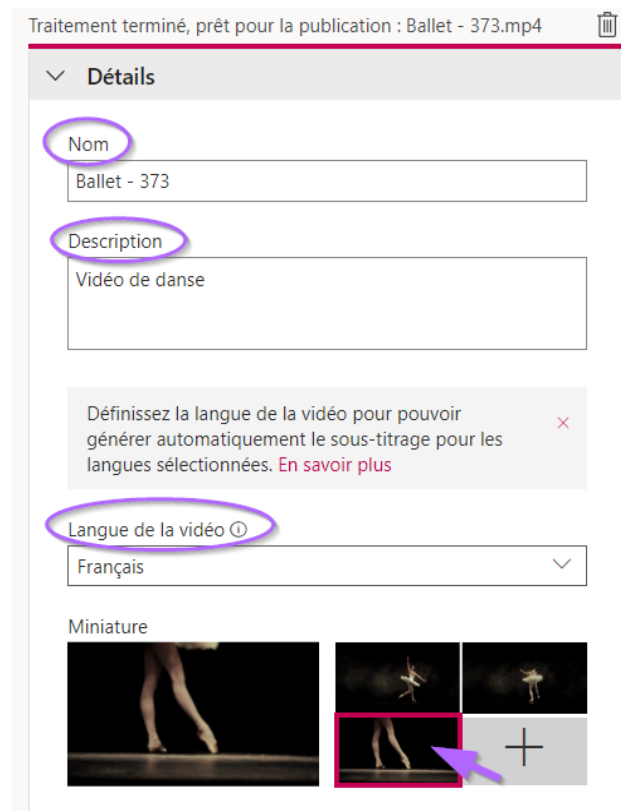 Traitement terminé, prêt pour la publication : Ballet - 373.mp4
Détails
Nom
Ballet - 373
Description
Vidéo de danse
Définissez la langue de la vidéo pour pouvoir
générer automatiquement le sous-titrage pour les
langues sélectionnées. En savoir plus
Langue de la vidéo
Français
Miniature